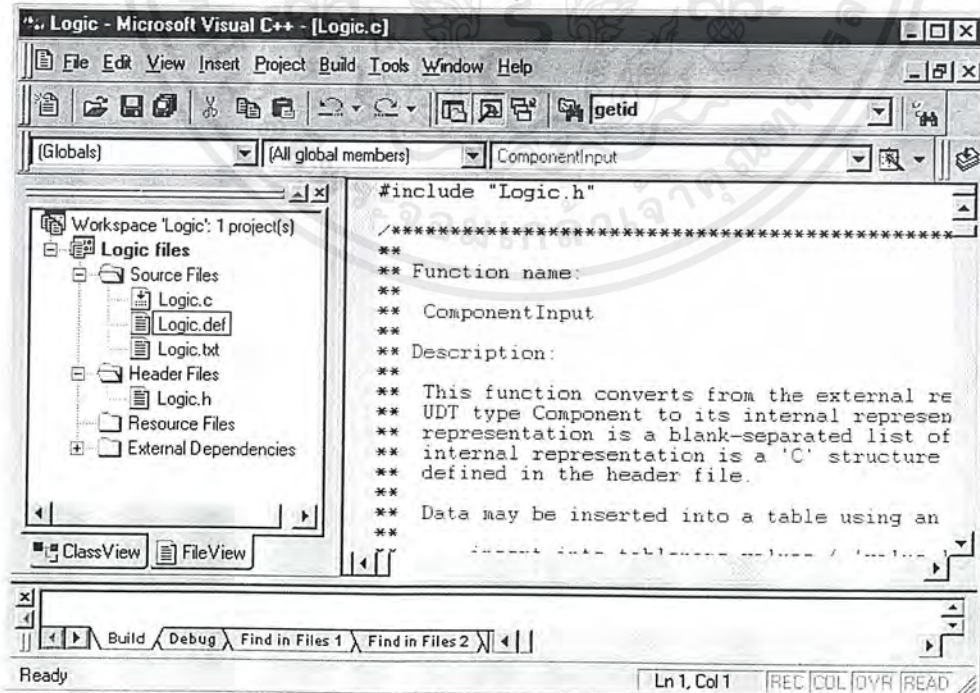 Logic - Microsoft Visual C++ - [Logic.c]
File Edit View Insert Project Build Tools Window Help
getid
(Globals) (All global members) ComponentInput
Workspace 'Logic': 1 project(s)
Logic files
Source Files
Logic.c
Logic.def
Logic.txt
Header Files
Logic.h
Resource Files
External Dependencies
ClassView FileView
#include "Logic.h"
/*********************************************
**
** Function name:
**
** ComponentInput
**
** Description:
**
** This function converts from the external re
** UDT type Component to its internal represen
** representation is a blank-separated list of
** internal representation is a 'C' structure
** defined in the header file.
**
** Data may be inserted into a table using an
**
Build Debug Find in Files 1 Find in Files 2
Ready Ln 1, Col 1 REC COL OVR READ